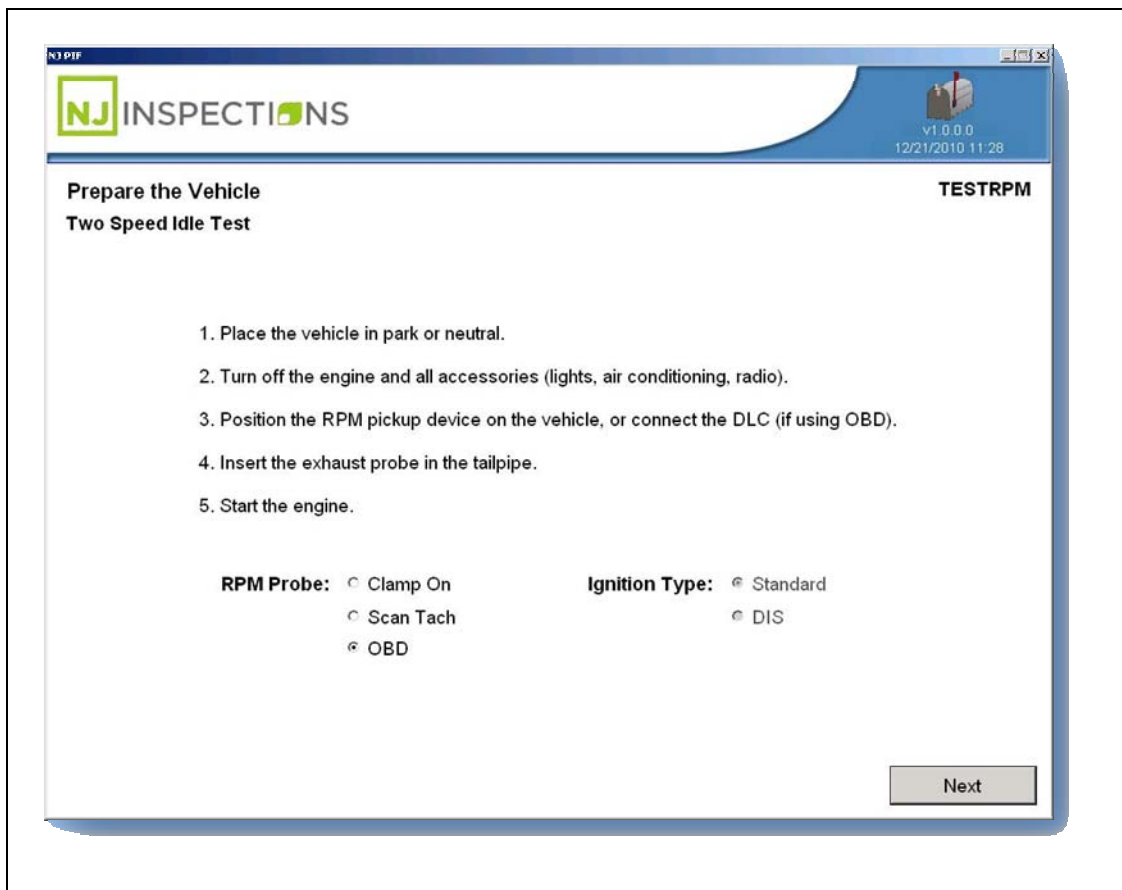 NJ PIF
NJ INSPECTIONS
v1.0.0.0
12/21/2010 11:28
Prepare the Vehicle
TESTRPM
Two Speed Idle Test
1. Place the vehicle in park or neutral.
2. Turn off the engine and all accessories (lights, air conditioning, radio).
3. Position the RPM pickup device on the vehicle, or connect the DLC (if using OBD).
4. Insert the exhaust probe in the tailpipe.
5. Start the engine.
RPM Probe: Clamp On Ignition Type: Standard
Scan Tach DIS
OBD
Next